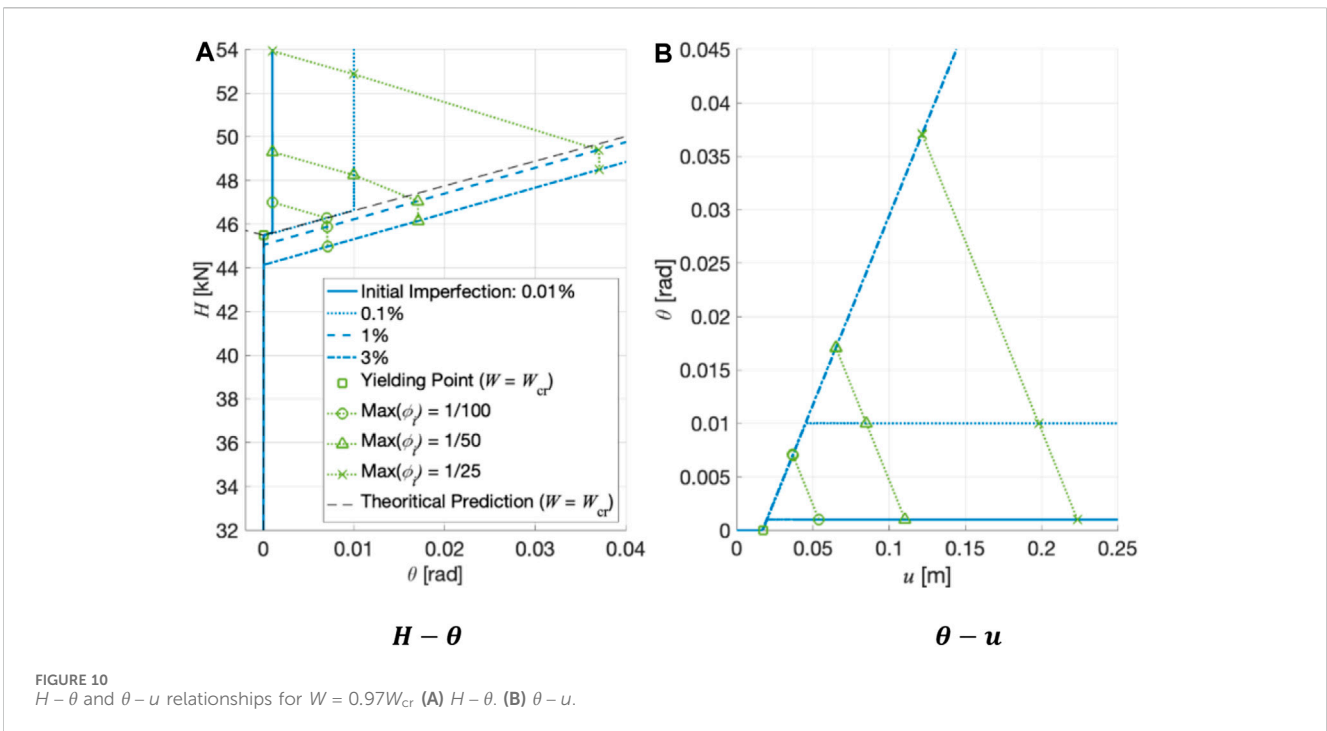 A
54
52
50
48
46
44
42
40
38
36
34
32
H [kN]
0
0.01
0.02
0.03
0.04
θ [rad]
Initial Imperfection: 0.01%
0.1%
1%
3%
Yielding Point (W = Wcr)
Max(ϕi) = 1/100
Max(ϕi) = 1/50
Max(ϕi) = 1/25
Theoritical Prediction (W = Wcr)
H − θ
B
0.045
0.04
0.035
0.03
0.025
0.02
0.015
0.01
0.005
0
θ [rad]
0
0.05
0.1
0.15
0.2
0.25
u [m]
θ − u
FIGURE 10
H – θ and θ – u relationships for W = 0.97Wcr (A) H – θ. (B) θ – u.